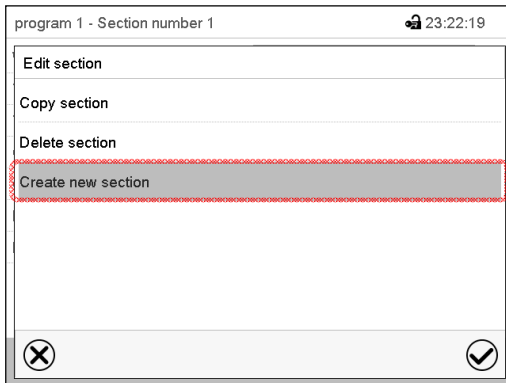 program 1 - Section number 1 23:22:19
Edit section
Copy section
Delete section
Create new section